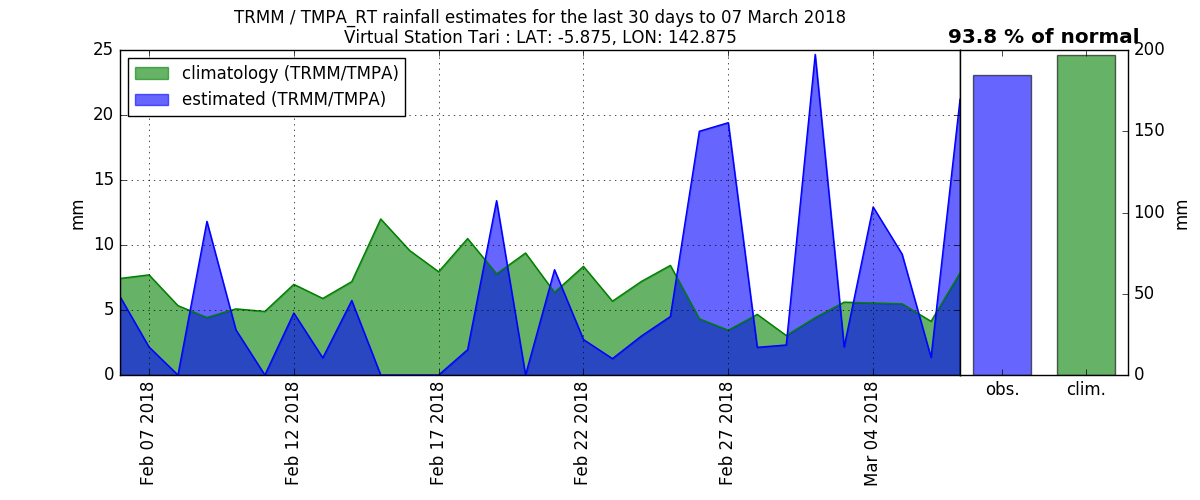 TRMM / TMPA_RT rainfall estimates for the last 30 days to 07 March 2018
Virtual Station Tari : LAT: -5.875, LON: 142.875
93.8 % of normal
climatology (TRMM/TMPA)
estimated (TRMM/TMPA)
25
20
15
10
5
0
mm
200
150
100
50
0
mm
obs.
clim.
Feb 07 2018
Feb 12 2018
Feb 17 2018
Feb 22 2018
Feb 27 2018
Mar 04 2018